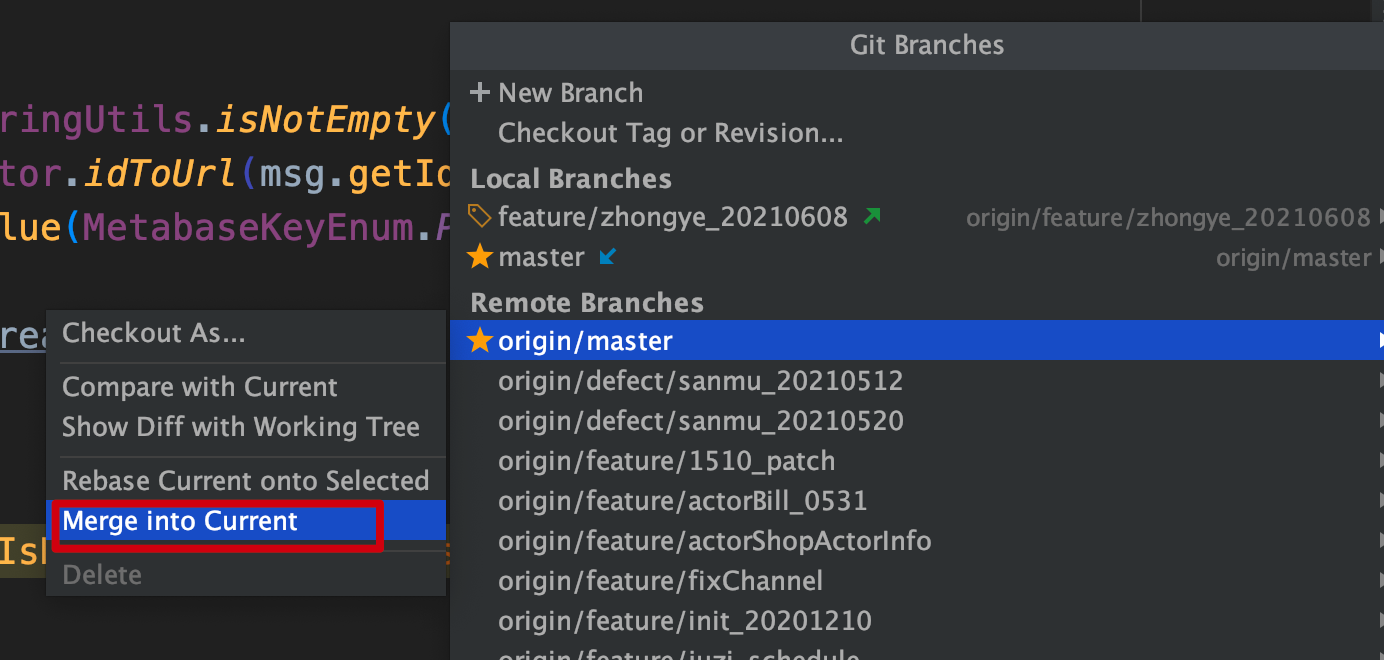 Git Branches
New Branch
Checkout Tag or Revision...
Local Branches
feature/zhongye_20210608 origin/feature/zhongye_20210608
master origin/master
Remote Branches
origin/master
origin/defect/sanmu_20210512
origin/defect/sanmu_20210520
origin/feature/1510_patch
origin/feature/actorBill_0531
origin/feature/actorShopActorInfo
origin/feature/fixChannel
origin/feature/init_20201210
ringUtils.isNotEmpty(
tor.idToUrl(msg.getId
lue(MetabaseKeyEnum.P
rea
Checkout As...
Compare with Current
Show Diff with Working Tree
Rebase Current onto Selected
Merge into Current
Delete